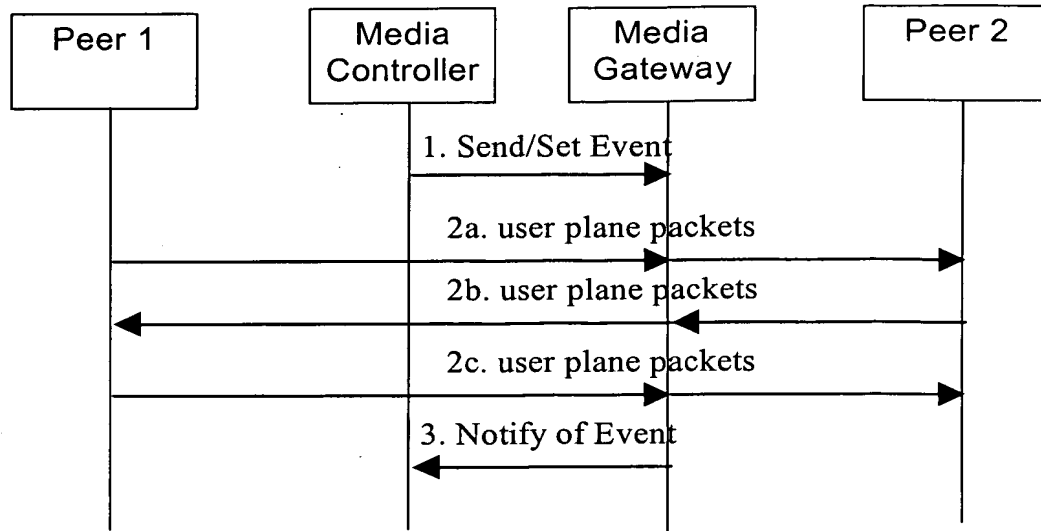 Peer 1
Media
Controller
Media
Gateway
Peer 2
1. Send/Set Event
2a. user plane packets
2b. user plane packets
2c. user plane packets
3. Notify of Event